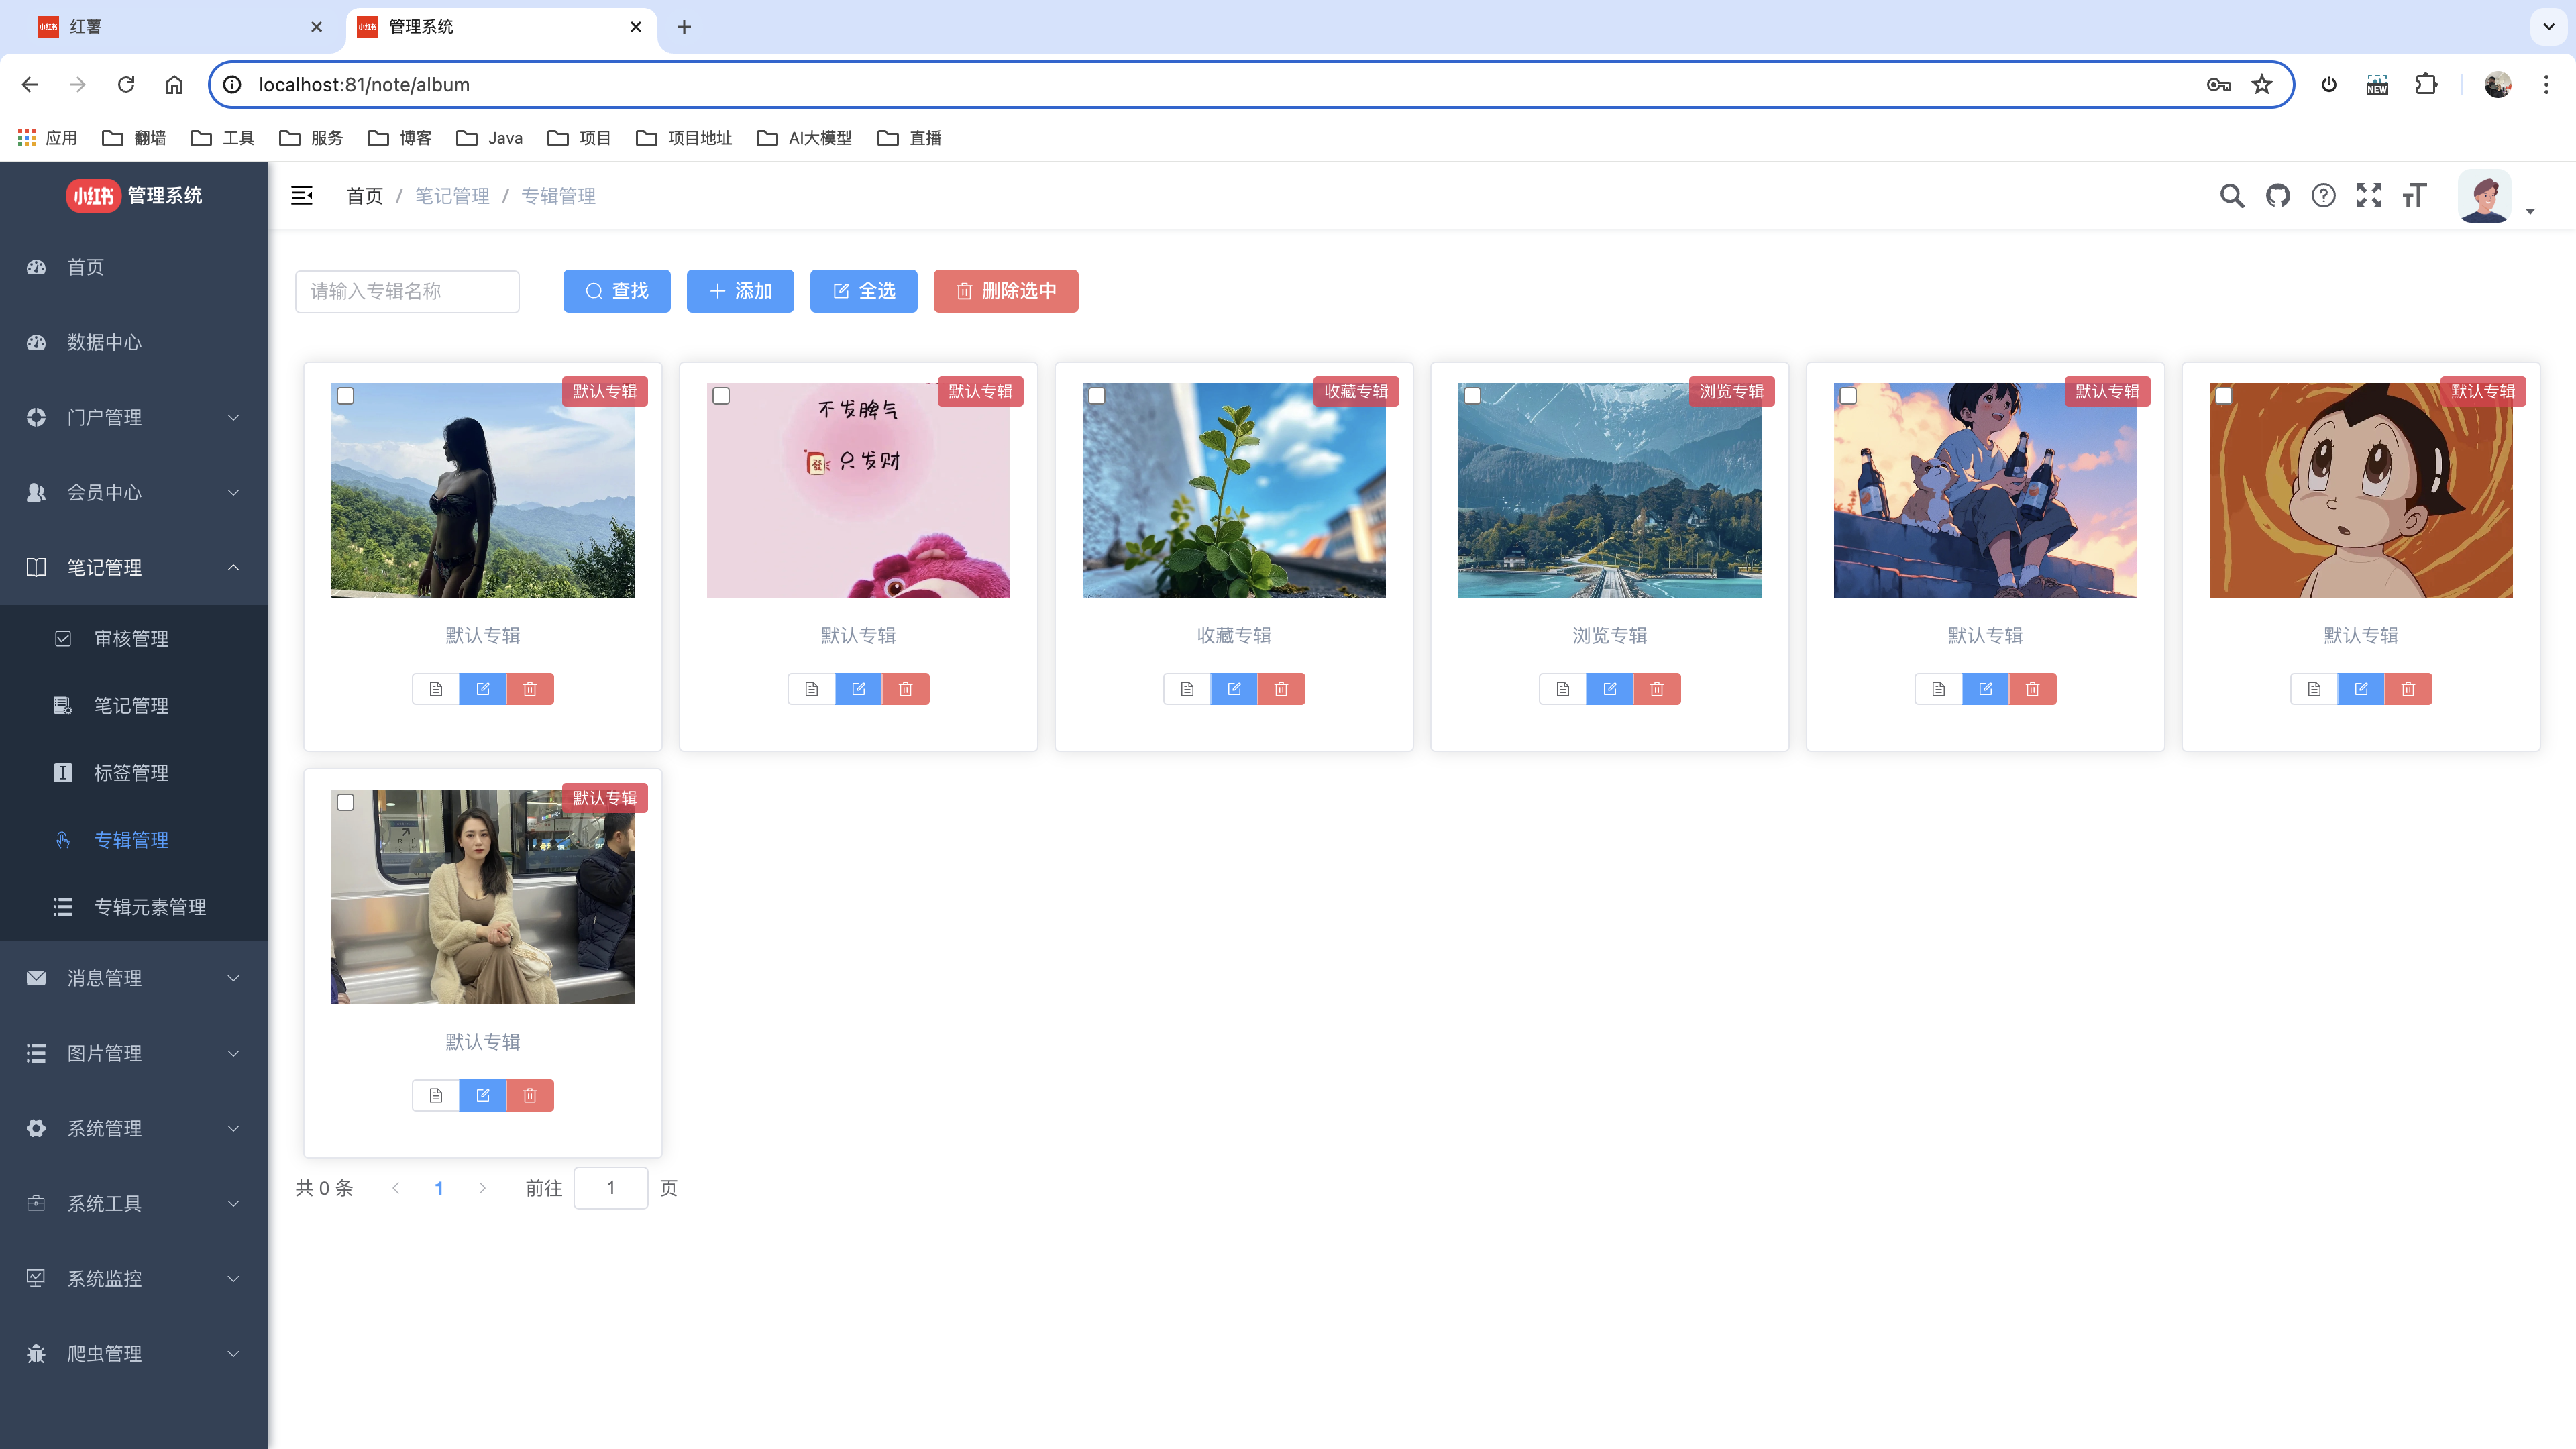 红薯
管理系统
localhost:81/note/album
NEW
应用
翻墙
工具
服务
博客
Java
项目
项目地址
AI大模型
直播
小红书 管理系统
首页 / 笔记管理 / 专辑管理
首页
数据中心
门户管理
会员中心
笔记管理
审核管理
笔记管理
标签管理
专辑管理
专辑元素管理
消息管理
图片管理
系统管理
系统工具
系统监控
爬虫管理
请输入专辑名称
查找
添加
全选
删除选中
默认专辑
默认专辑
不发脾气
發 只发财
默认专辑
默认专辑
收藏专辑
收藏专辑
浏览专辑
浏览专辑
默认专辑
默认专辑
默认专辑
默认专辑
默认专辑
默认专辑
共 0 条
1
前往 1 页